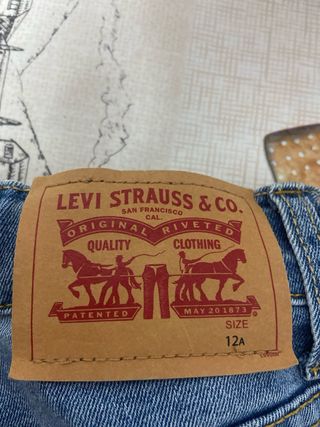 LEVI STRAUSS & CO.
SAN FRANCISCO
CAL.
ORIGINAL RIVETED
QUALITY CLOTHING
PATENTED MAY 20 1873
SIZE
12A